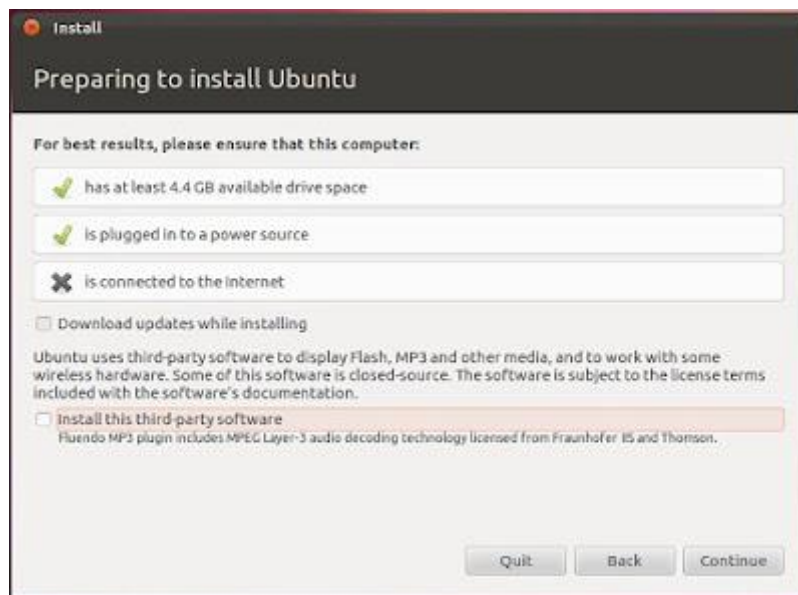 Install
Preparing to install Ubuntu
For best results, please ensure that this computer:
has at least 4.4 GB available drive space
is plugged in to a power source
is connected to the Internet
Download updates while installing
Ubuntu uses third-party software to display Flash, MP3 and other media, and to work with some
wireless hardware. Some of this software is closed-source. The software is subject to the license terms
included with the software's documentation.
Install this third-party software
Fluendo MP3 plugin includes MPEG Layer-3 audio decoding technology licensed from Fraunhofer IIS and Thomson.
Quit
Back
Continue